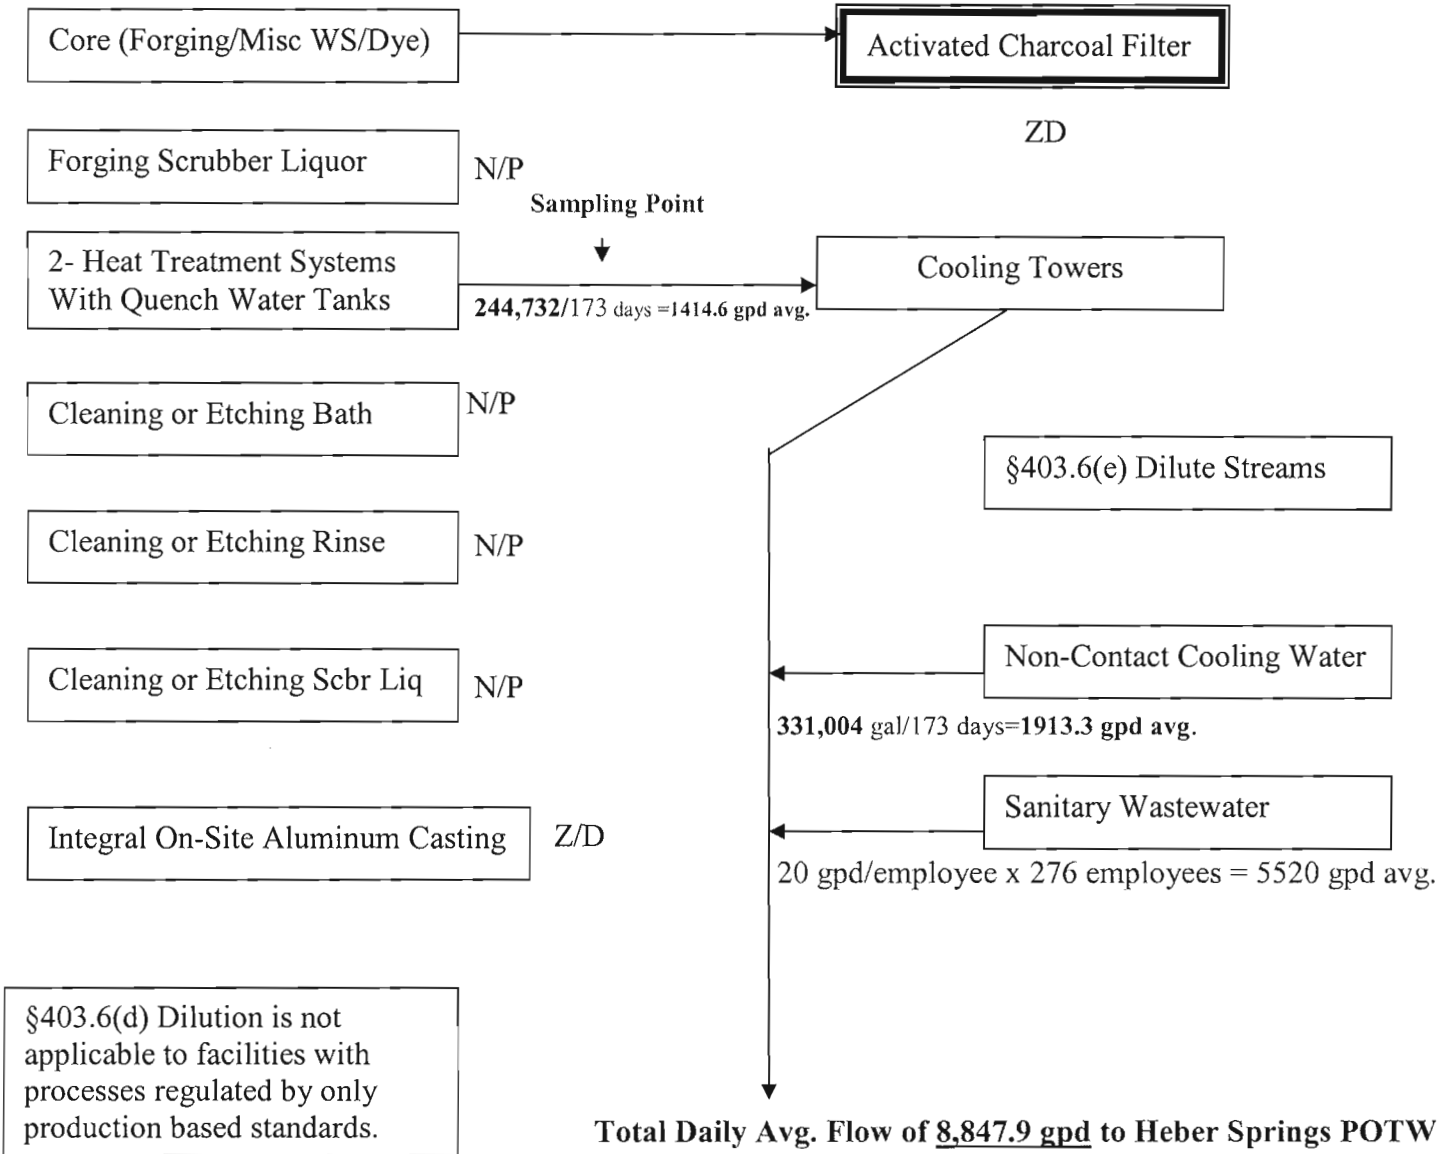 Core (Forging/Misc WS/Dye)
Activated Charcoal Filter
ZD
Forging Scrubber Liquor
N/P
Sampling Point
2- Heat Treatment Systems
With Quench Water Tanks
244,732/173 days =1414.6 gpd avg.
Cooling Towers
Cleaning or Etching Bath
N/P
§403.6(e) Dilute Streams
Cleaning or Etching Rinse
N/P
Non-Contact Cooling Water
331,004 gal/173 days=1913.3 gpd avg.
Cleaning or Etching Scbr Liq
N/P
Sanitary Wastewater
20 gpd/employee x 276 employees = 5520 gpd avg.
Integral On-Site Aluminum Casting
Z/D
§403.6(d) Dilution is not
applicable to facilities with
processes regulated by only
production based standards.
Total Daily Avg. Flow of 8,847.9 gpd to Heber Springs POTW